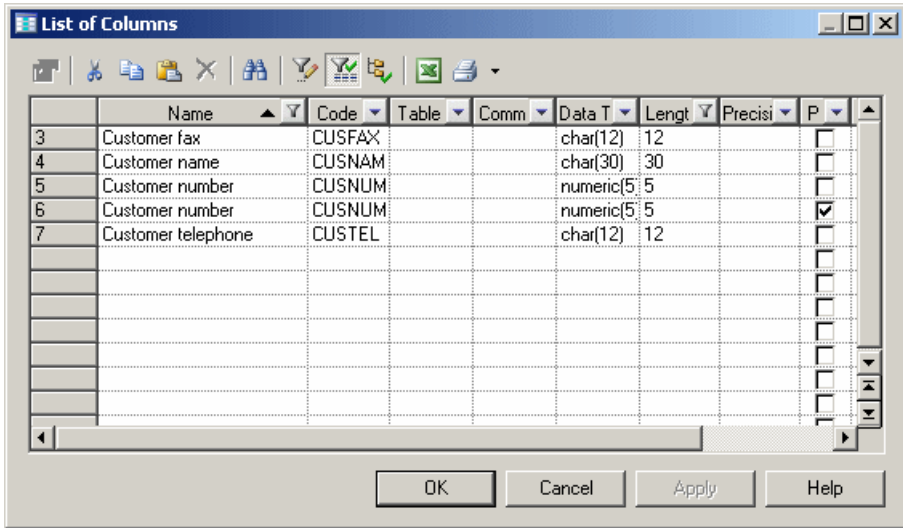 List of Columns
Name Code Table Comm Data T Lengt Precisi P
3 Customer fax CUSFAX char(12) 12
4 Customer name CUSNAM char(30) 30
5 Customer number CUSNUM numeric(5 5
6 Customer number CUSNUM numeric(5 5
7 Customer telephone CUSTEL char(12) 12
OK Cancel Apply Help